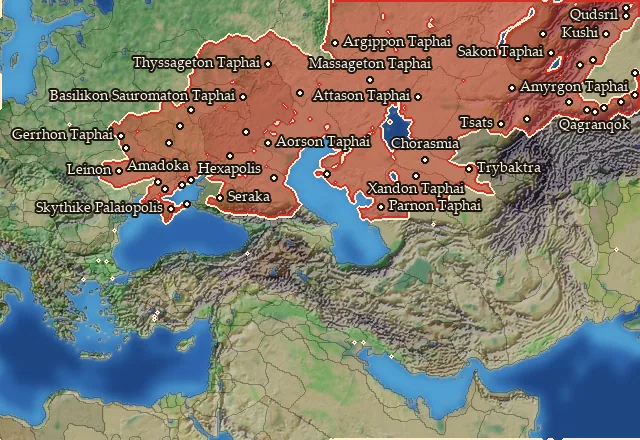 Qudsril
Kushi
Argippon Taphai
Sakon Taphai
Thyssageton Taphai
Massageton Taphai
Amyrgon Taphai
Basilikon Sauromaton Taphai
Attason Taphai
Tsats
Qagranqok
Gerrhon Taphai
Aorson Taphai
Chorasmia
Leinon
Amadoka
Hexapolis
Trybaktra
Xandon Taphai
Seraka
Skythike Palaiopolis
Parnon Taphai